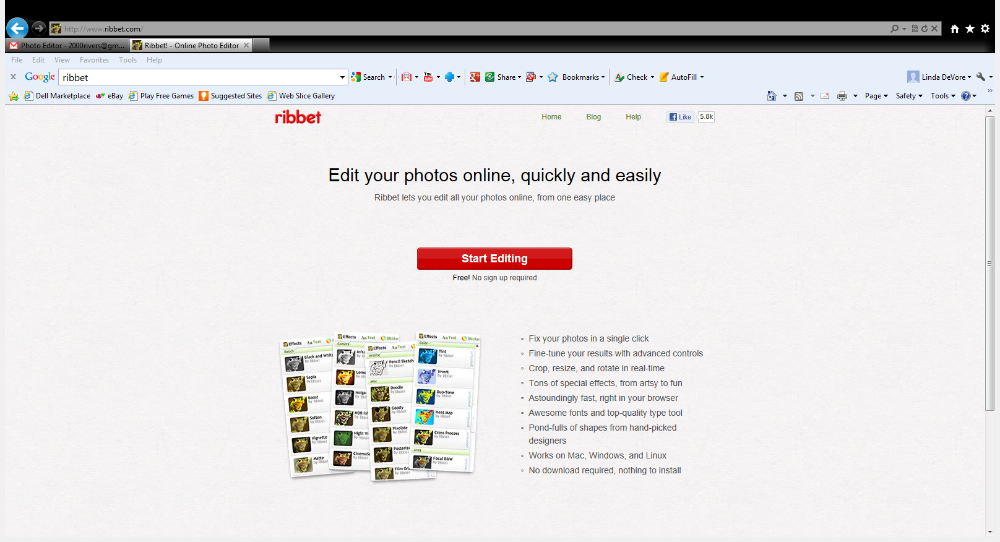 http://www.ribbet.com/
Photo Editor - 2000rivers@gm... Ribbet! - Online Photo Editor
File Edit View Favorites Tools Help
Google ribbet Search Share Bookmarks Check AutoFill Linda DeVore
Dell Marketplace eBay Play Free Games Suggested Sites Web Slice Gallery Page Safety Tools
ribbet Home Blog Help Like 5.8k
Edit your photos online, quickly and easily
Ribbet lets you edit all your photos online, from one easy place
Start Editing
Free! No sign up required
Effects Aa Text
Basics
Black and White
by Ribbet
Sepia
by Ribbet
Boost
by Ribbet
Soften
by Ribbet
Vignette
by Ribbet
Matte
by Ribbet
Effects Aa Text Sticke
Camera
Infra
Lomo
Holga-
HDR-ish
Night Vi
CinemaSc
Effects Aa Text
Artistic
Pencil Sketch
by Ribbet
Misc
Doodle
by Ribbet
Gooify
by Ribbet
Pixelate
by Ribbet
Posterize
by Ribbet
Film Gra
by Ribbet
Effects Aa Text Sticke
Color
Tint
by Ribbet
premium
Invert
by Ribbet
Duo-Tone
by Ribbet
premium
Heat Map
by Ribbet
premium
Cross Process
by Ribbet
premium
Area
Focal B&W
by Ribbet
Fix your photos in a single click
Fine-tune your results with advanced controls
Crop, resize, and rotate in real-time
Tons of special effects, from artsy to fun
Astoundingly fast, right in your browser
Awesome fonts and top-quality type tool
Pond-fulls of shapes from hand-picked
designers
Works on Mac, Windows, and Linux
No download required, nothing to install